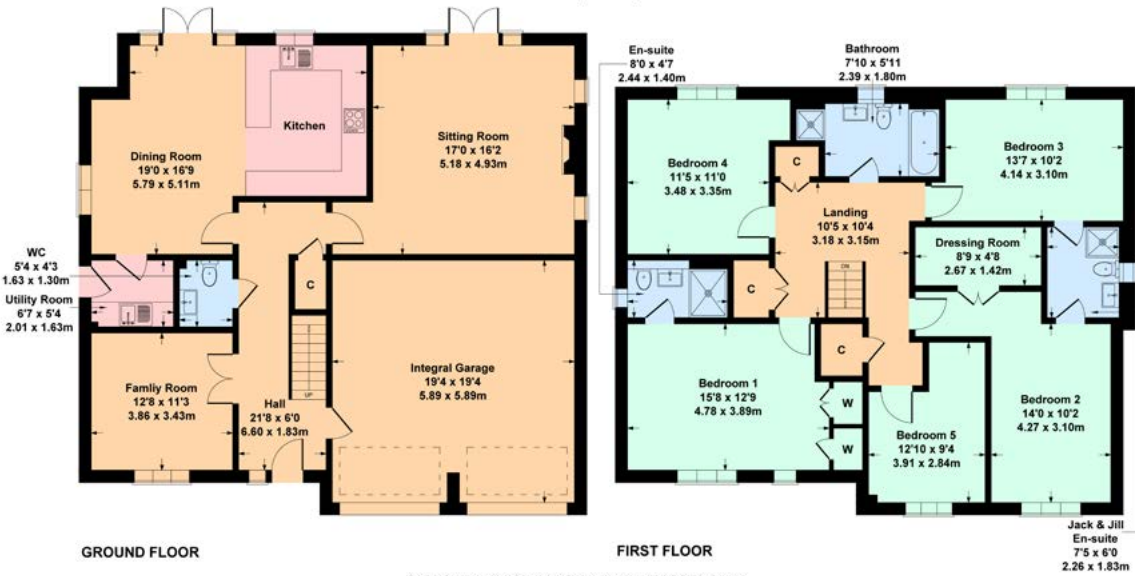 Kitchen
Dining Room
19'0 x 16'9
5.79 x 5.11m
Sitting Room
17'0 x 16'2
5.18 x 4.93m
WC
5'4 x 4'3
1.63 x 1.30m
Utility Room
6'7 x 5'4
2.01 x 1.63m
C
Famliy Room
12'8 x 11'3
3.86 x 3.43m
UP
Hall
21'8 x 6'0
6.60 x 1.83m
Integral Garage
19'4 x 19'4
5.89 x 5.89m
GROUND FLOOR
En-suite
8'0 x 4'7
2.44 x 1.40m
Bathroom
7'10 x 5'11
2.39 x 1.80m
Bedroom 4
11'5 x 11'0
3.48 x 3.35m
C
Bedroom 3
13'7 x 10'2
4.14 x 3.10m
Landing
10'5 x 10'4
3.18 x 3.15m
Dressing Room
8'9 x 4'8
2.67 x 1.42m
DN
C
C
Bedroom 1
15'8 x 12'9
4.78 x 3.89m
W
W
Bedroom 5
12'10 x 9'4
3.91 x 2.84m
Bedroom 2
14'0 x 10'2
4.27 x 3.10m
Jack & Jill
En-suite
7'5 x 6'0
2.26 x 1.83m
FIRST FLOOR